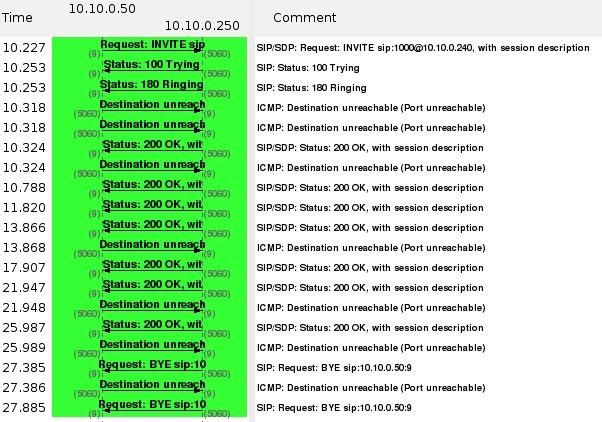 Time 10.10.0.50 10.10.0.250 Comment
10.227 Request: INVITE sip (9) (5060) SIP/SDP: Request: INVITE sip:1000@10.10.0.240, with session description
10.253 Status: 100 Trying (9) (5060) SIP: Status: 100 Trying
10.253 Status: 180 Ringing (9) (5060) SIP: Status: 180 Ringing
10.318 Destination unreach (5060) (9) ICMP: Destination unreachable (Port unreachable)
10.318 Destination unreach (5060) (9) ICMP: Destination unreachable (Port unreachable)
10.324 Status: 200 OK, wit (9) (5060) SIP/SDP: Status: 200 OK, with session description
10.324 Destination unreach (5060) (9) ICMP: Destination unreachable (Port unreachable)
10.788 Status: 200 OK, wit (9) (5060) SIP/SDP: Status: 200 OK, with session description
11.820 Status: 200 OK, wit (9) (5060) SIP/SDP: Status: 200 OK, with session description
13.866 Status: 200 OK, wit (9) (5060) SIP/SDP: Status: 200 OK, with session description
13.868 Destination unreach (5060) (9) ICMP: Destination unreachable (Port unreachable)
17.907 Status: 200 OK, wit (9) (5060) SIP/SDP: Status: 200 OK, with session description
21.947 Status: 200 OK, wit (9) (5060) SIP/SDP: Status: 200 OK, with session description
21.948 Destination unreach (5060) (9) ICMP: Destination unreachable (Port unreachable)
25.987 Status: 200 OK, wit (9) (5060) SIP/SDP: Status: 200 OK, with session description
25.989 Destination unreach (5060) (9) ICMP: Destination unreachable (Port unreachable)
27.385 Request: BYE sip:10 (9) (5060) SIP: Request: BYE sip:10.10.0.50:9
27.386 Destination unreach (5060) (9) ICMP: Destination unreachable (Port unreachable)
27.885 Request: BYE sip:10 (9) (5060) SIP: Request: BYE sip:10.10.0.50:9